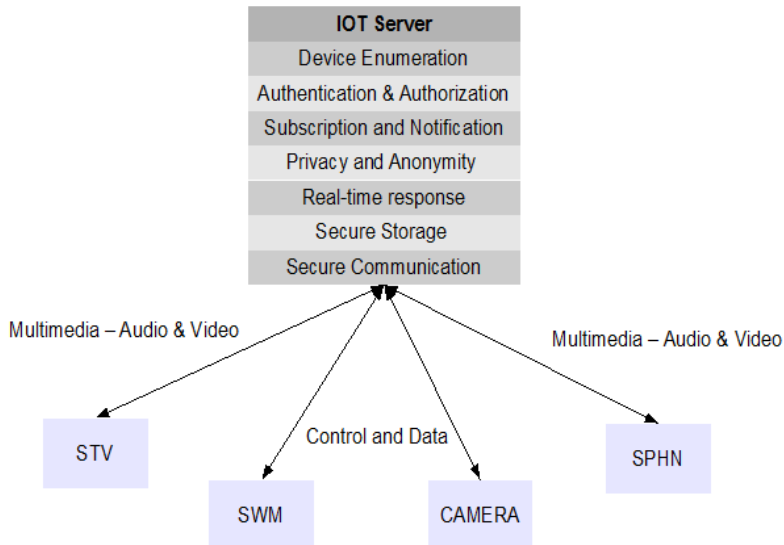 IOT Server
Device Enumeration
Authentication & Authorization
Subscription and Notification
Privacy and Anonymity
Real-time response
Secure Storage
Secure Communication
Multimedia – Audio & Video
Multimedia – Audio & Video
STV
Control and Data
SPHN
SWM
CAMERA